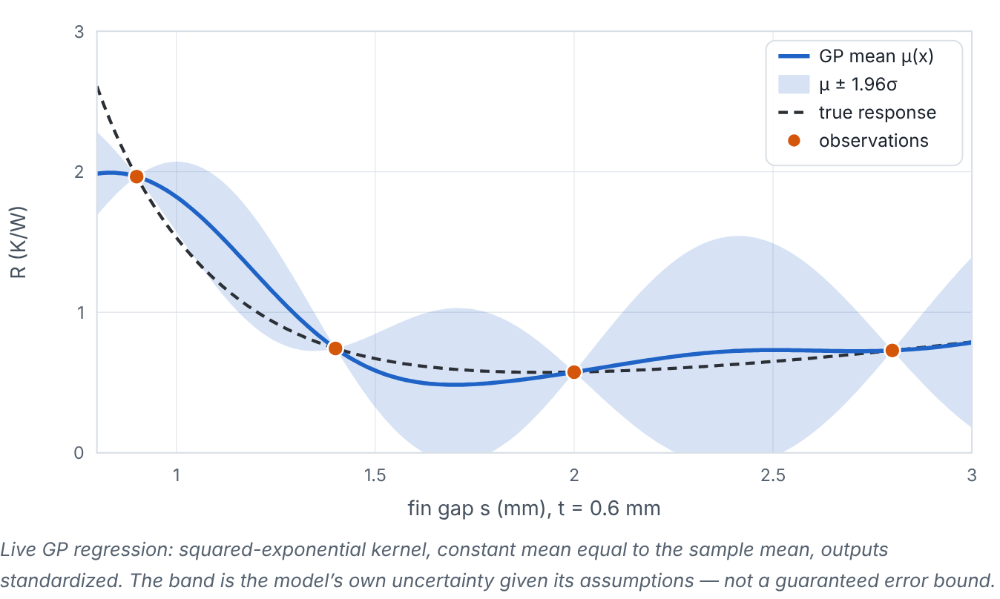 3
2
1
0
R (K/W)
GP mean μ(x)
μ ± 1.96σ
true response
observations
1
1.5
2
2.5
3
fin gap s (mm), t = 0.6 mm
Live GP regression: squared-exponential kernel, constant mean equal to the sample mean, outputs
standardized. The band is the model’s own uncertainty given its assumptions — not a guaranteed error bound.